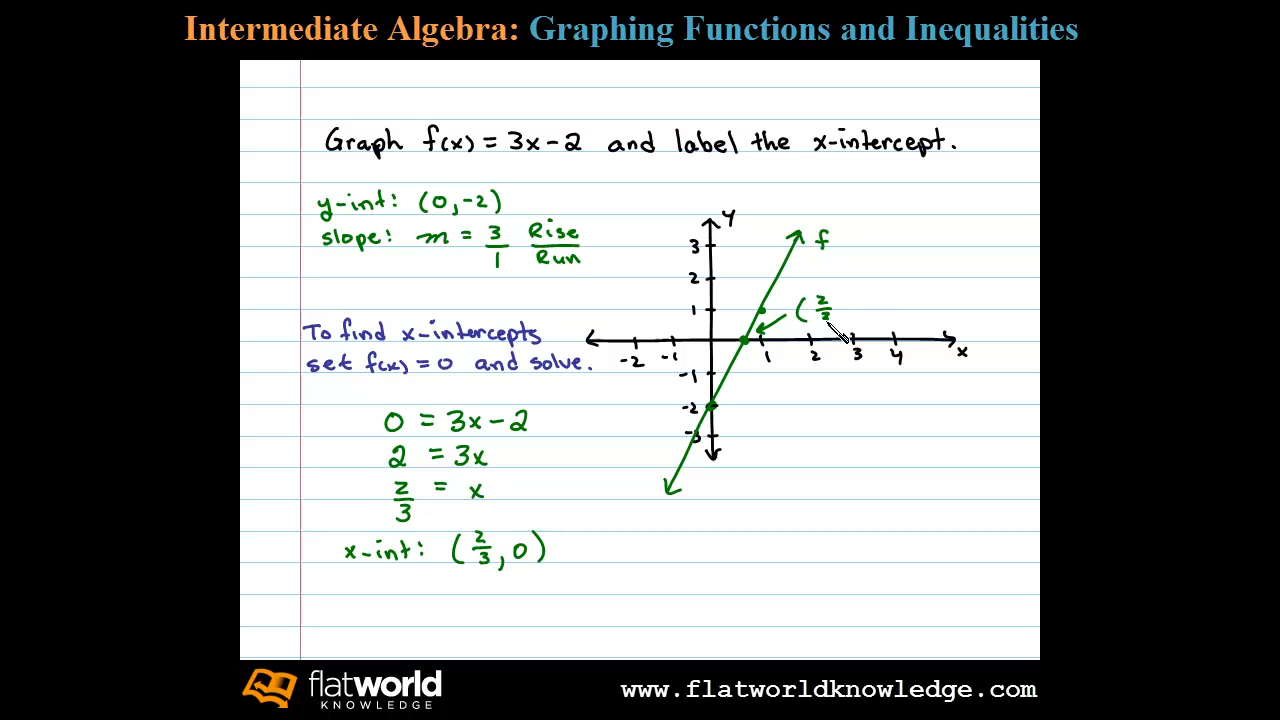 Intermediate Algebra: Graphing Functions and Inequalities
Graph f(x) = 3x - 2 and label the x-intercept.
y-int: (0, -2)
slope: m = 3/1 Rise/Run
To find x-intercepts
set f(x) = 0 and solve.
0 = 3x - 2
2 = 3x
2/3 = x
x-int: (2/3, 0)
y
f
3
2
1
(2/3
-2 -1 1 2 3 4 x
-1
-2
-3
flatworld
KNOWLEDGE
www.flatworldknowledge.com